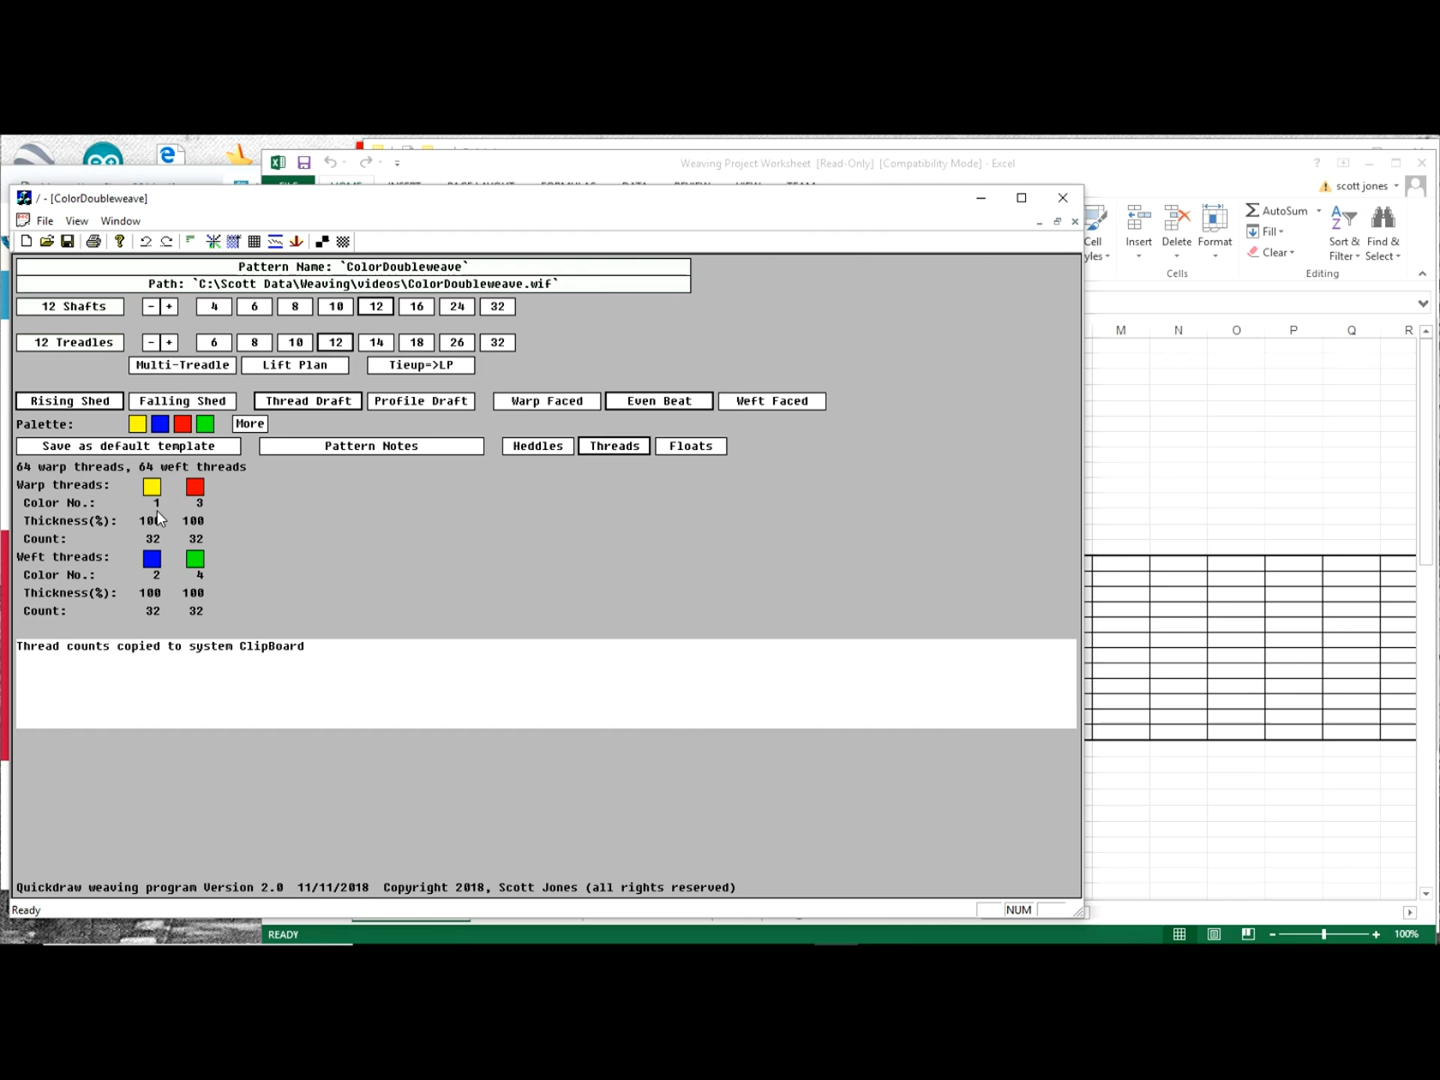 Weaving Project Worksheet [Read-Only] [Compatibility Mode] - Excel
scott jones
/ - [ColorDoubleweave]
File View Window
Pattern Name: `ColorDoubleweave`
Path: `C:\Scott Data\Weaving\videos\ColorDoubleweave.wif`
12 Shafts - + 4 6 8 10 12 16 24 32
12 Treadles - + 6 8 10 12 14 18 26 32
Multi-Treadle Lift Plan Tieup=>LP
Rising Shed Falling Shed Thread Draft Profile Draft Warp Faced Even Beat Weft Faced
Palette: More
Save as default template Pattern Notes Heddles Threads Floats
64 warp threads, 64 weft threads
Warp threads:
Color No.: 1 3
Thickness(%): 100 100
Count: 32 32
Weft threads:
Color No.: 2 4
Thickness(%): 100 100
Count: 32 32
Thread counts copied to system ClipBoard
Quickdraw weaving program Version 2.0 11/11/2018 Copyright 2018, Scott Jones (all rights reserved)
Ready NUM
Cell Insert Delete Format
AutoSum
Fill
Clear
Sort & Find &
Filter Select
Cells Editing
M N O P Q R
READY 100%